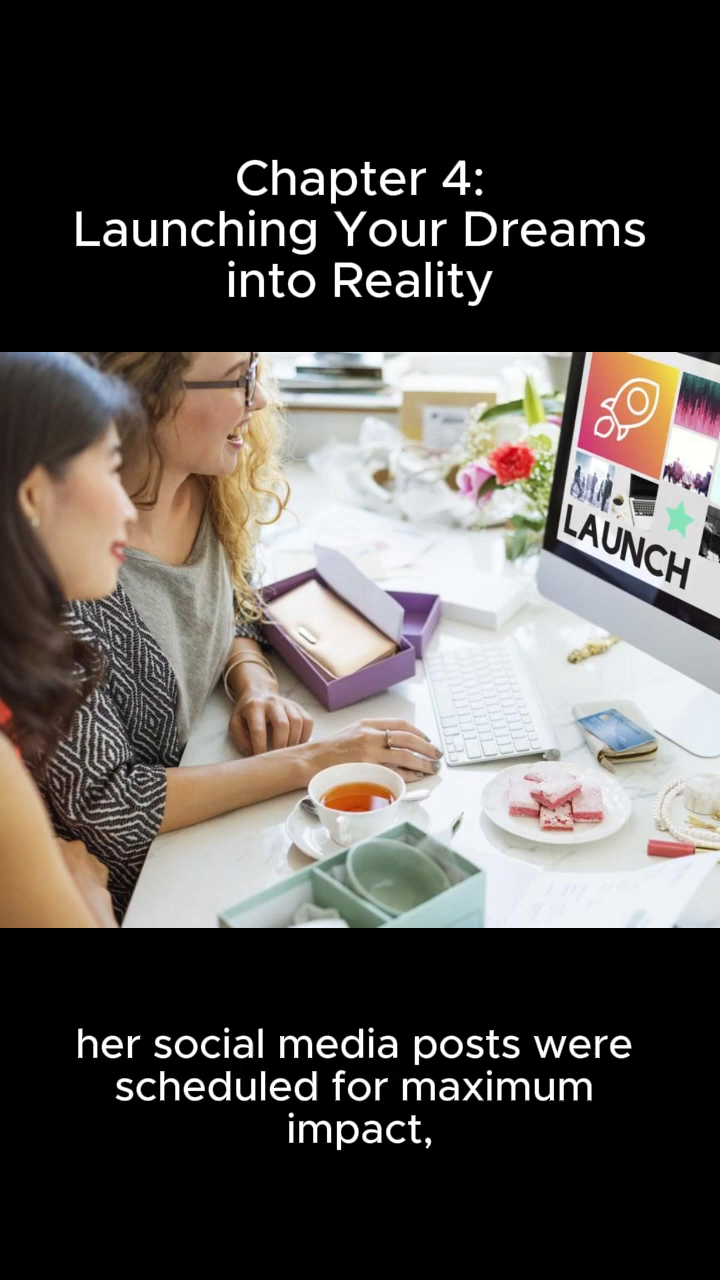 Chapter 4:
Launching Your Dreams
into Reality
LAUNCH
her social media posts were
scheduled for maximum
impact,